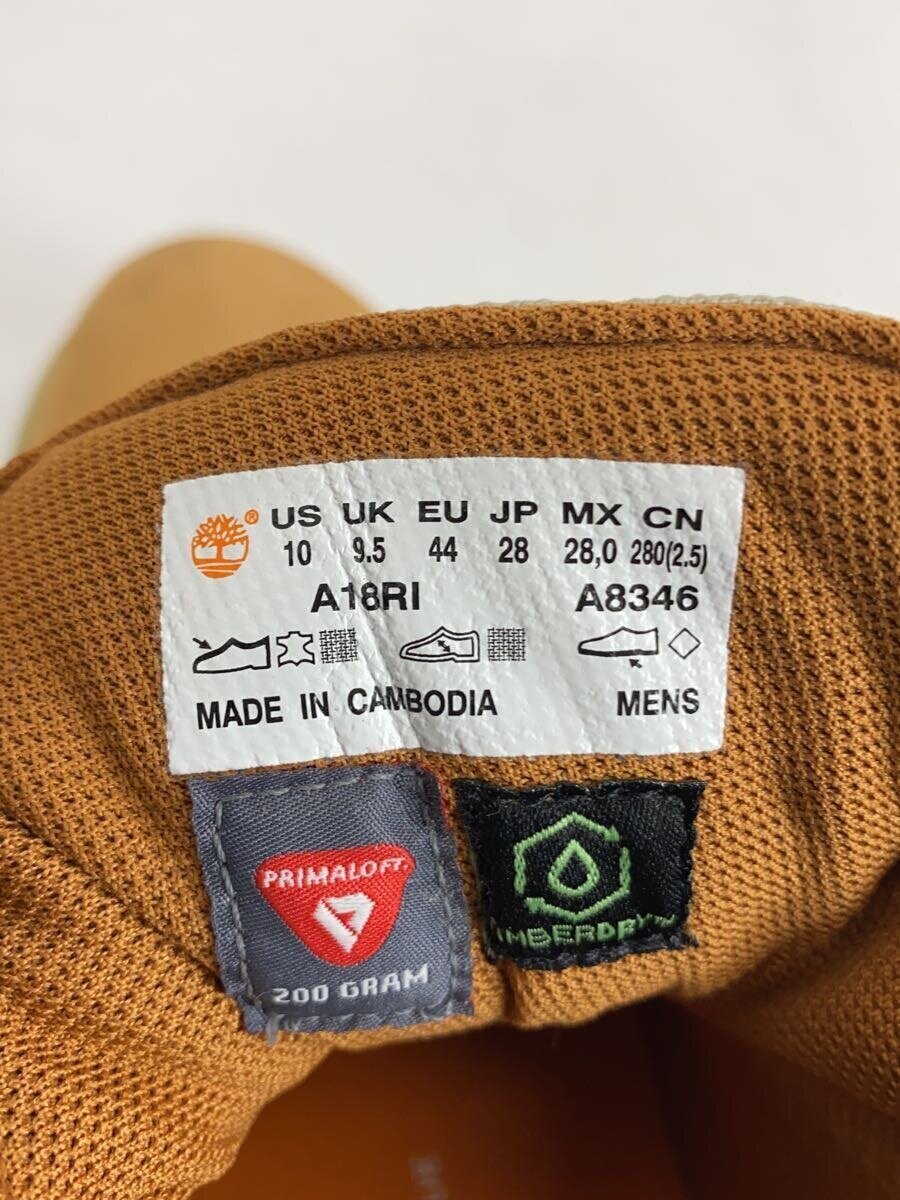 ® US UK EU JP MX CN
10 9.5 44 28 28,0 280(2.5)
A18RI A8346
MADE IN CAMBODIA MENS
PRIMALOFT
200 GRAM